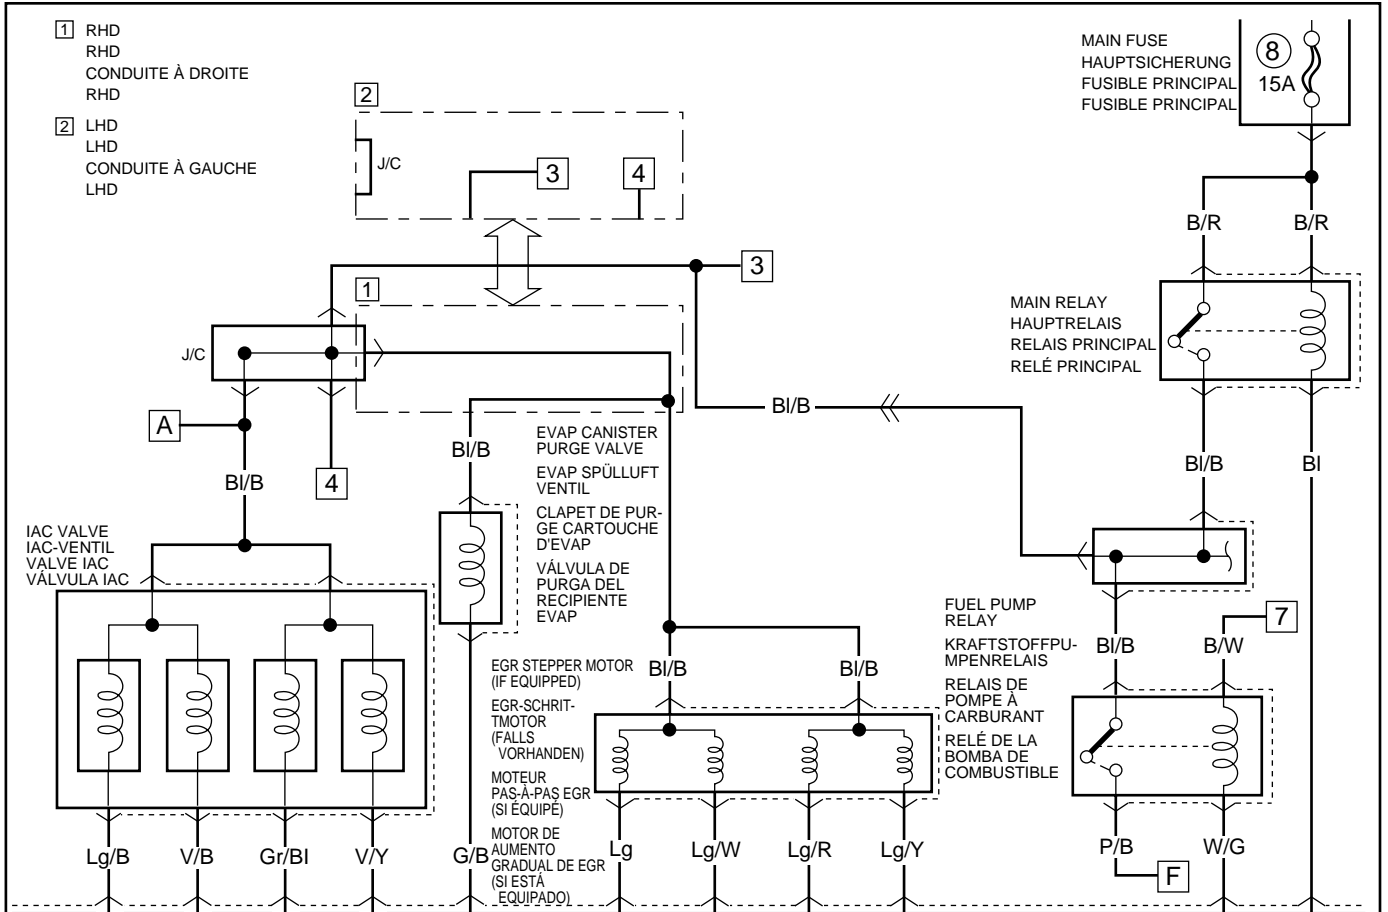 1 RHD
RHD
CONDUITE À DROITE
RHD
2 LHD
LHD
CONDUITE À GAUCHE
LHD
2
J/C
3
4
MAIN FUSE
HAUPTSICHERUNG
FUSIBLE PRINCIPAL
FUSIBLE PRINCIPAL
8
15A
B/R
B/R
3
1
J/C
MAIN RELAY
HAUPTRELAIS
RELAIS PRINCIPAL
RELÉ PRINCIPAL
A
Bl/B
4
Bl/B
Bl/B
Bl/B
Bl
EVAP CANISTER
PURGE VALVE
EVAP SPÜLLUFT
VENTIL
CLAPET DE PUR-
GE CARTOUCHE
D'EVAP
VÁLVULA DE
PURGA DEL
RECIPIENTE
EVAP
IAC VALVE
IAC-VENTIL
VALVE IAC
VÁLVULA IAC
FUEL PUMP
RELAY
KRAFTSTOFFPU-
MPENRELAIS
RELAIS DE
POMPE À
CARBURANT
RELÉ DE LA
BOMBA DE
COMBUSTIBLE
7
Bl/B
B/W
EGR STEPPER MOTOR
(IF EQUIPPED)
EGR-SCHRIT-
TMOTOR
(FALLS
VORHANDEN)
MOTEUR
PAS-À-PAS EGR
(SI ÉQUIPÉ)
MOTOR DE
AUMENTO
GRADUAL DE EGR
(SI ESTÁ
EQUIPADO)
Bl/B
Bl/B
Lg/B
V/B
Gr/Bl
V/Y
G/B
Lg
Lg/W
Lg/R
Lg/Y
P/B
W/G
F